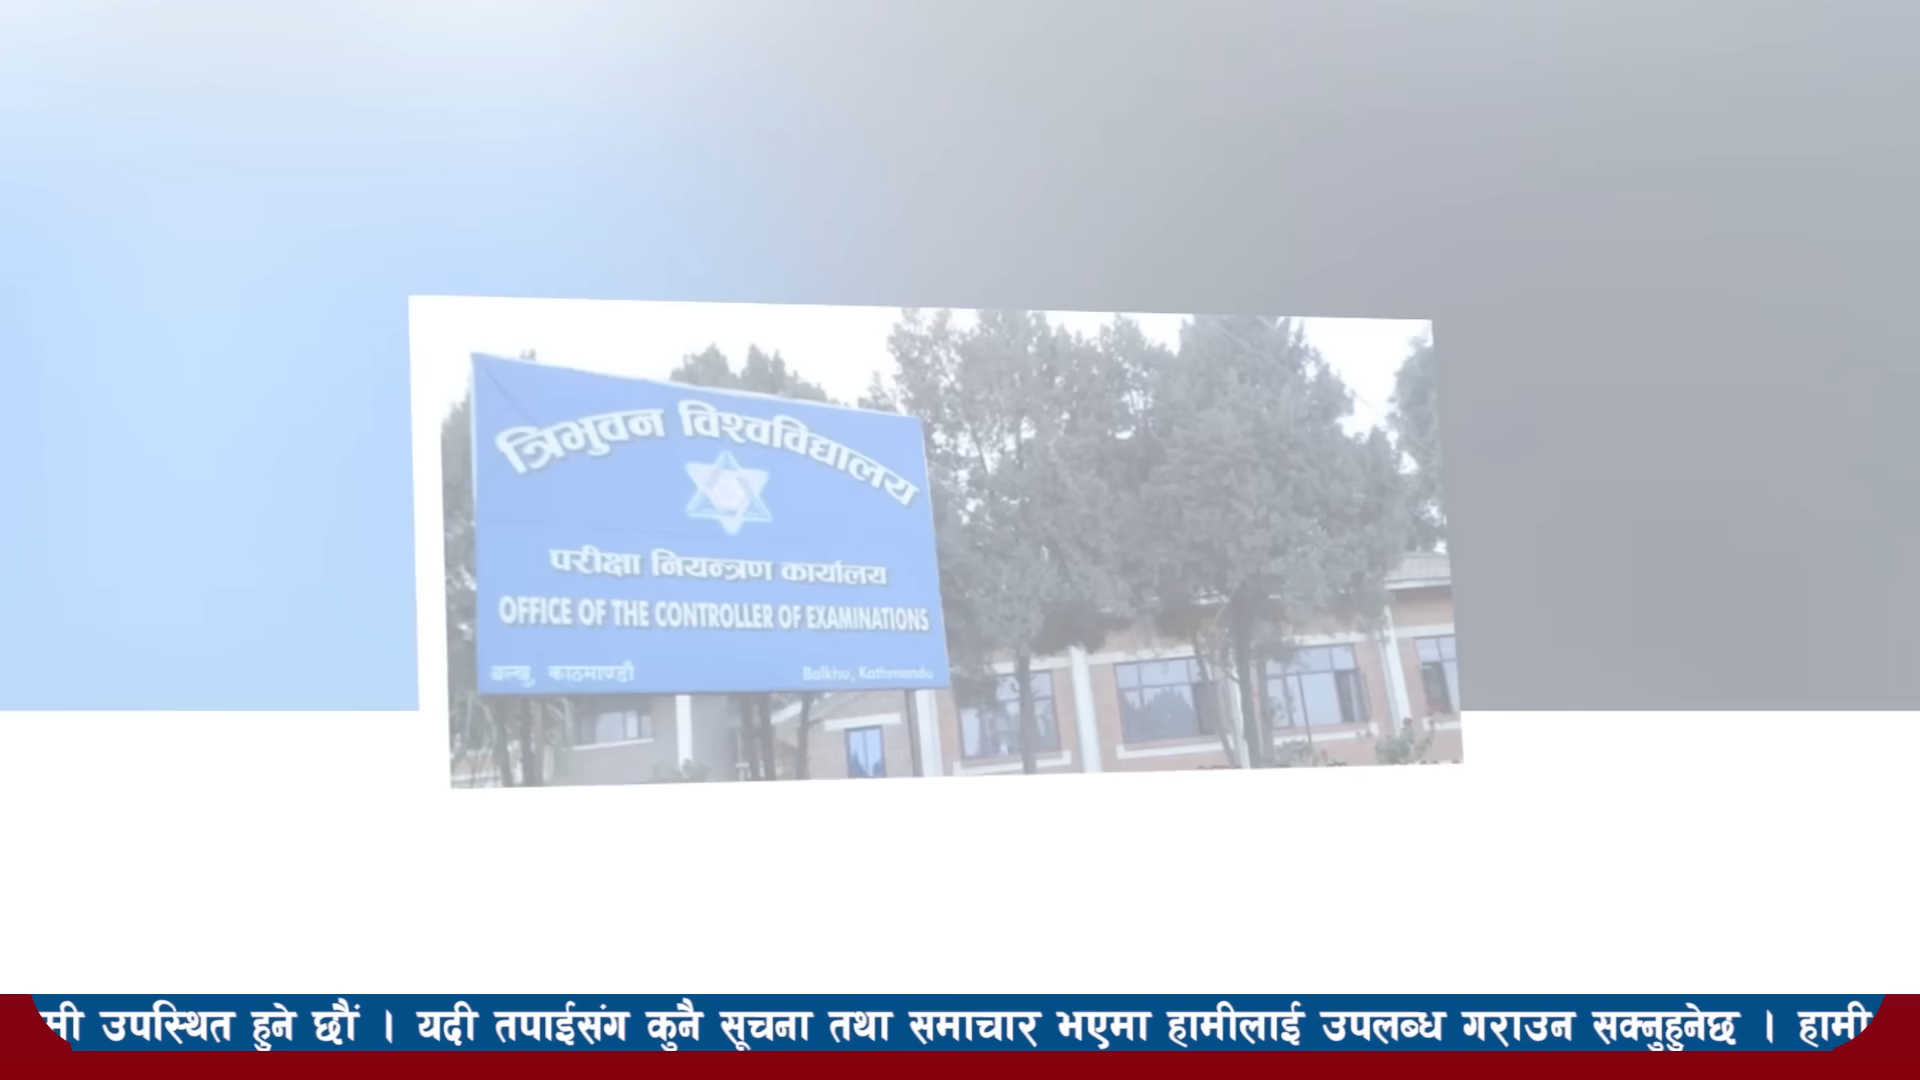 त्रिभुवन विश्वविद्यालय
परीक्षा नियन्त्रण कार्यालय
OFFICE OF THE CONTROLLER OF EXAMINATIONS
बल्खु, काठमाण्डौ
Balkhu, Kathmandu
मी उपस्थित हुने छौं । यदी तपाईसंग कुनै सूचना तथा समाचार भएमा हामीलाई उपलब्ध गराउन सक्नुहुनेछ । हामी